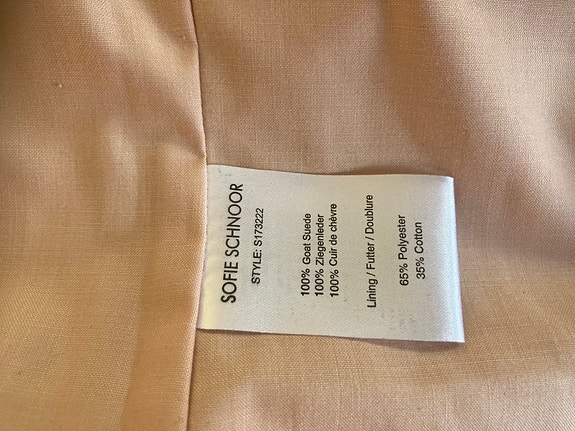 SOFIE SCHNOOR
STYLE: S173222
100% Goat Suede
100% Ziegenleder
100% Cuir de chèvre
Lining / Futter / Doublure
65% Polyester
35% Cotton